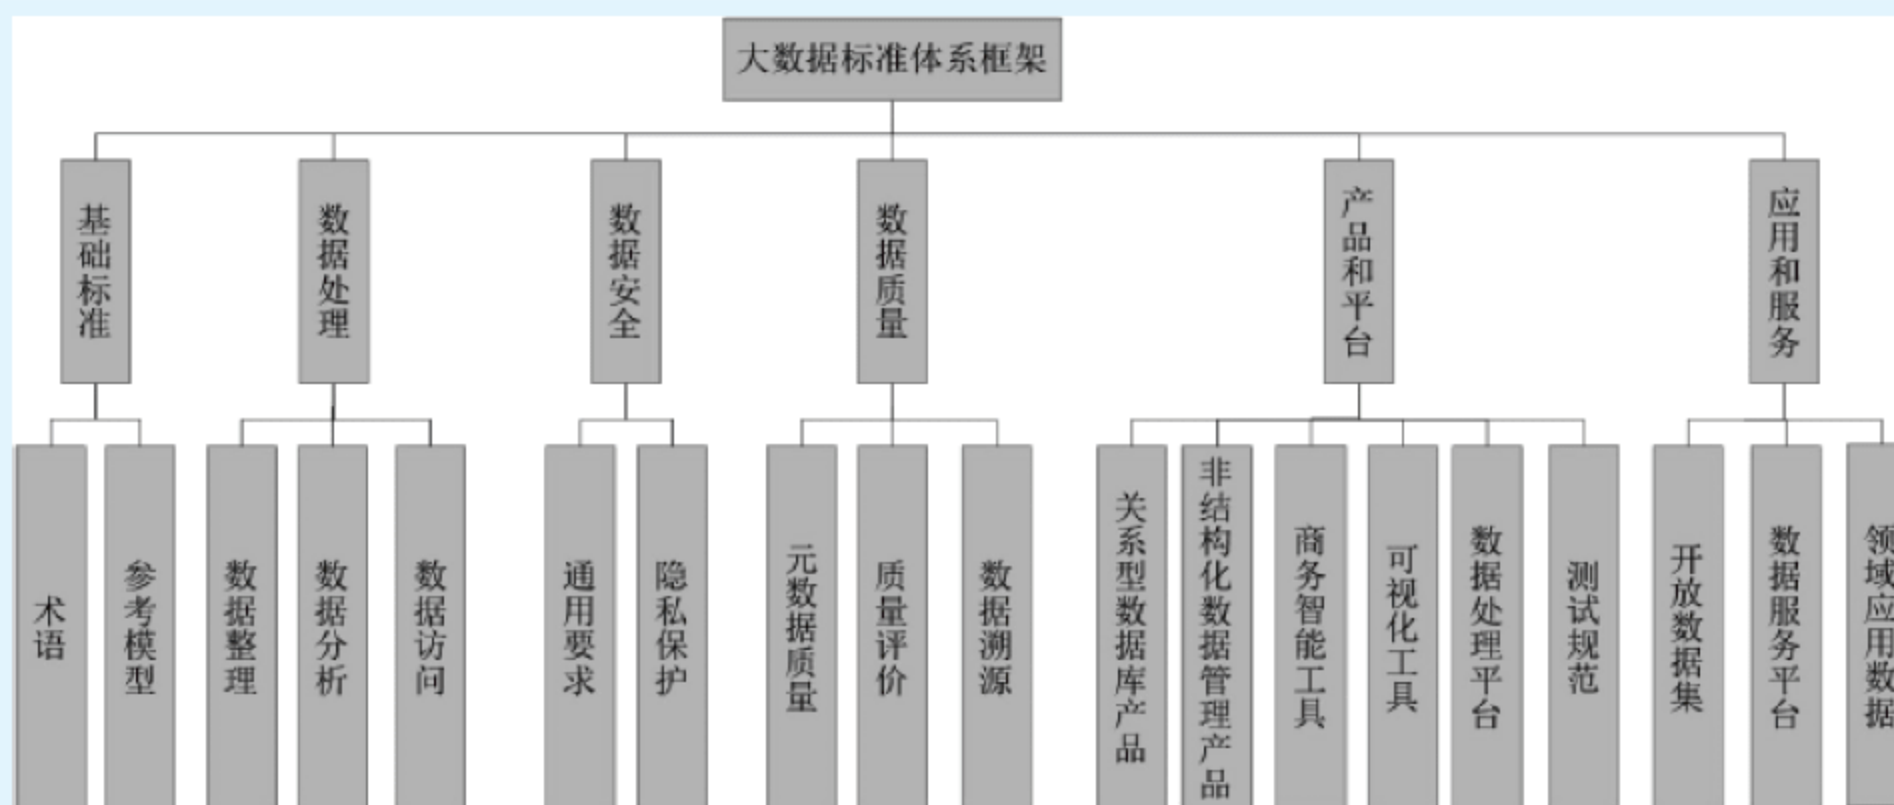 大数据标准体系框架
基础标准
数据处理
数据安全
数据质量
产品和平台
应用和服务
术语
参考模型
数据整理
数据分析
数据访问
通用要求
隐私保护
元数据质量
质量评价
数据溯源
关系型数据库产品
非结构化数据管理产品
商务智能工具
可视化工具
数据处理平台
测试规范
开放数据集
数据服务平台
领域应用数据